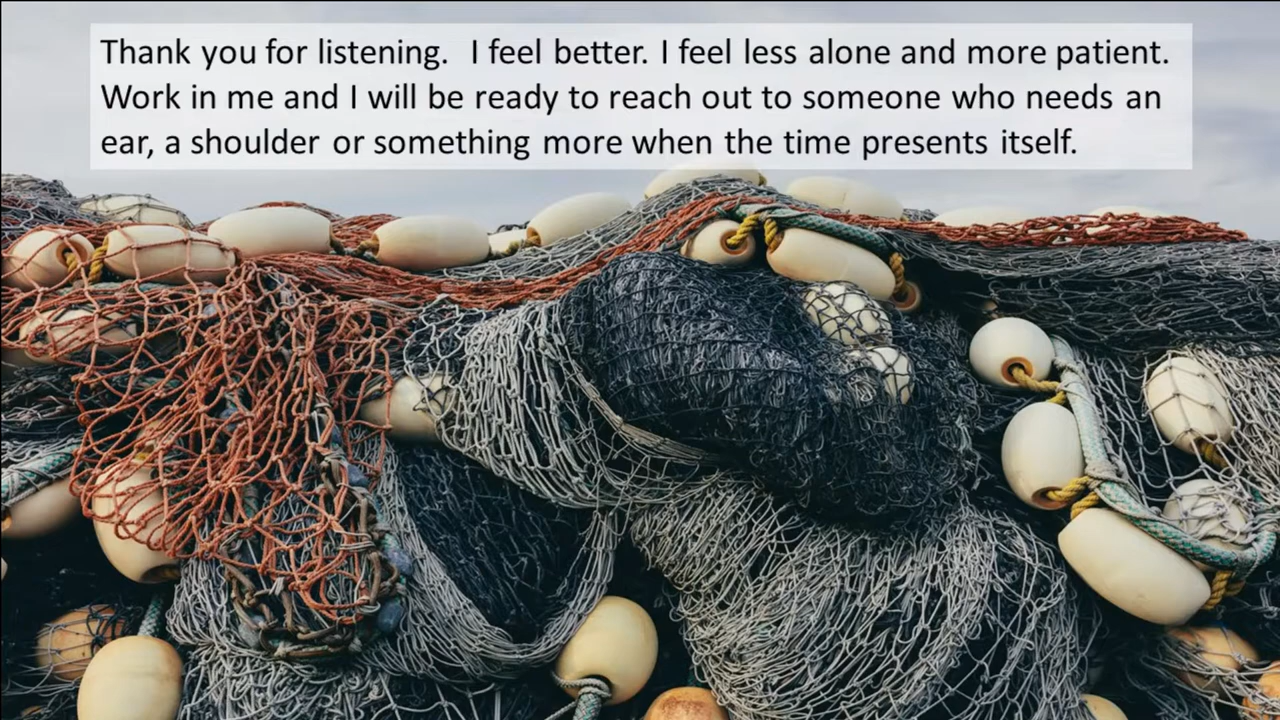 Thank you for listening.  I feel better. I feel less alone and more patient.
Work in me and I will be ready to reach out to someone who needs an
ear, a shoulder or something more when the time presents itself.